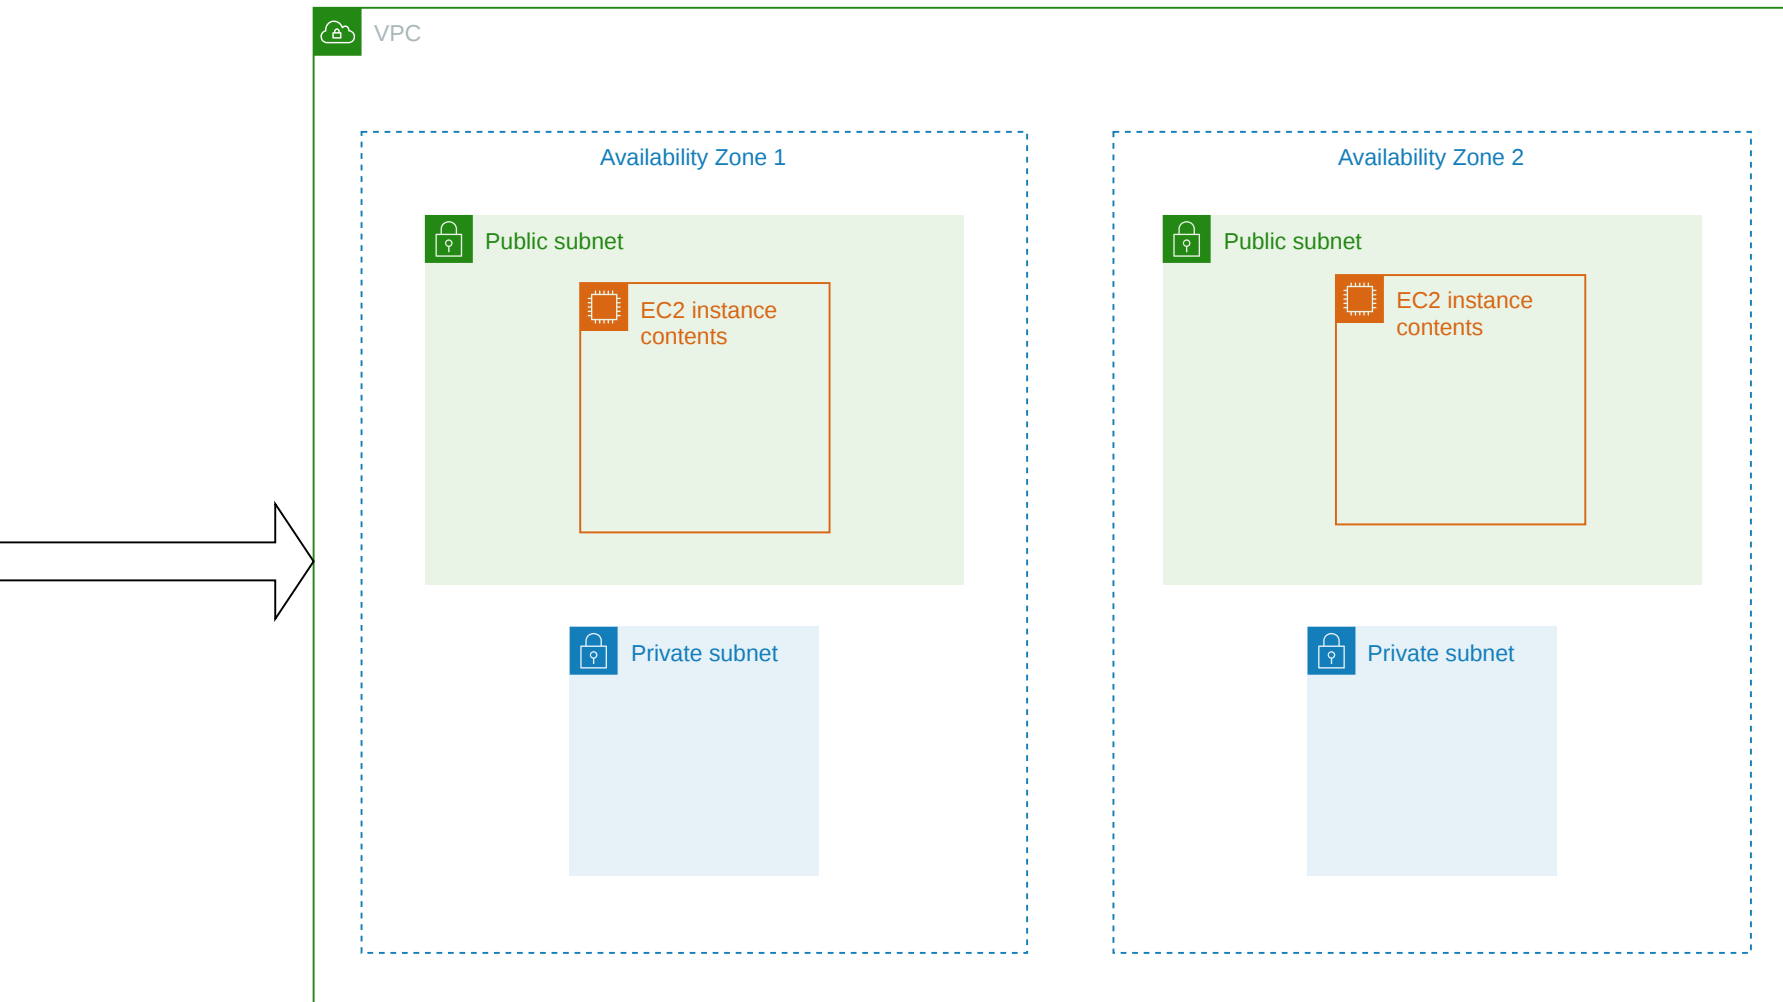 VPC
Availability Zone 1
Public subnet
EC2 instance
contents
Private subnet
Availability Zone 2
Public subnet
EC2 instance
contents
Private subnet